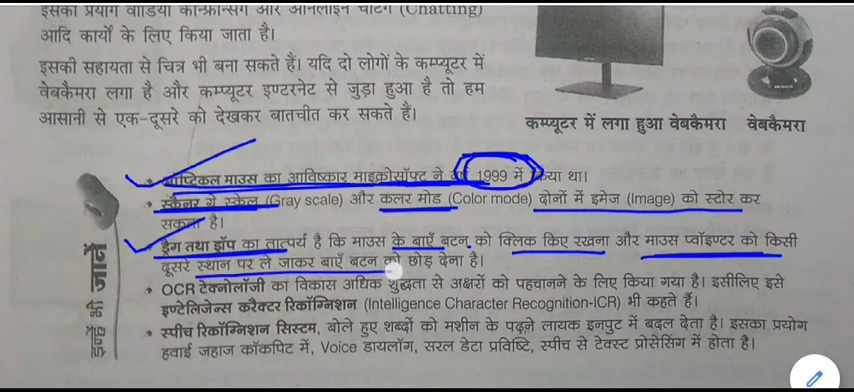 इसका प्रयोग वीडियो कॉन्फ्रेन्सिंग और ऑनलाइन चैटिंग (Chatting)
आदि कार्यों के लिए किया जाता है।
इसकी सहायता से चित्र भी बना सकते हैं। यदि दो लोगों के कम्प्यूटर में
वेबकैमरा लगा है और कम्प्यूटर इण्टरनेट से जुड़ा हुआ है तो हम
आसानी से एक-दूसरे को देखकर बातचीत कर सकते हैं।
कम्प्यूटर में लगा हुआ वेबकैमरा
वेबकैमरा
इन्हें भी जानें
• ऑप्टिकल माउस का आविष्कार माइक्रोसॉफ्ट ने वर्ष 1999 में किया था।
• स्कैनर ग्रे स्केल (Gray scale) और कलर मोड (Color mode) दोनों में इमेज (Image) को स्टोर कर
सकता है।
• ड्रैग तथा ड्रॉप का तात्पर्य है कि माउस के बाएँ बटन को क्लिक किए रखना और माउस प्वॉइण्टर को किसी
दूसरे स्थान पर ले जाकर बाएँ बटन को छोड़ देना है।
• OCR टेक्नोलॉजी का विकास अधिक शुद्धता से अक्षरों को पहचानने के लिए किया गया है। इसीलिए इसे
इण्टेलिजेन्स करैक्टर रिकॉग्निशन (Intelligence Character Recognition-ICR) भी कहते हैं।
• स्पीच रिकॉग्निशन सिस्टम, बोले हुए शब्दों को मशीन के पढ़ने लायक इनपुट में बदल देता है। इसका प्रयोग
हवाई जहाज कॉकपिट में, Voice डायलॉग, सरल डेटा प्रविष्टि, स्पीच से टेक्स्ट प्रोसेसिंग में होता है।